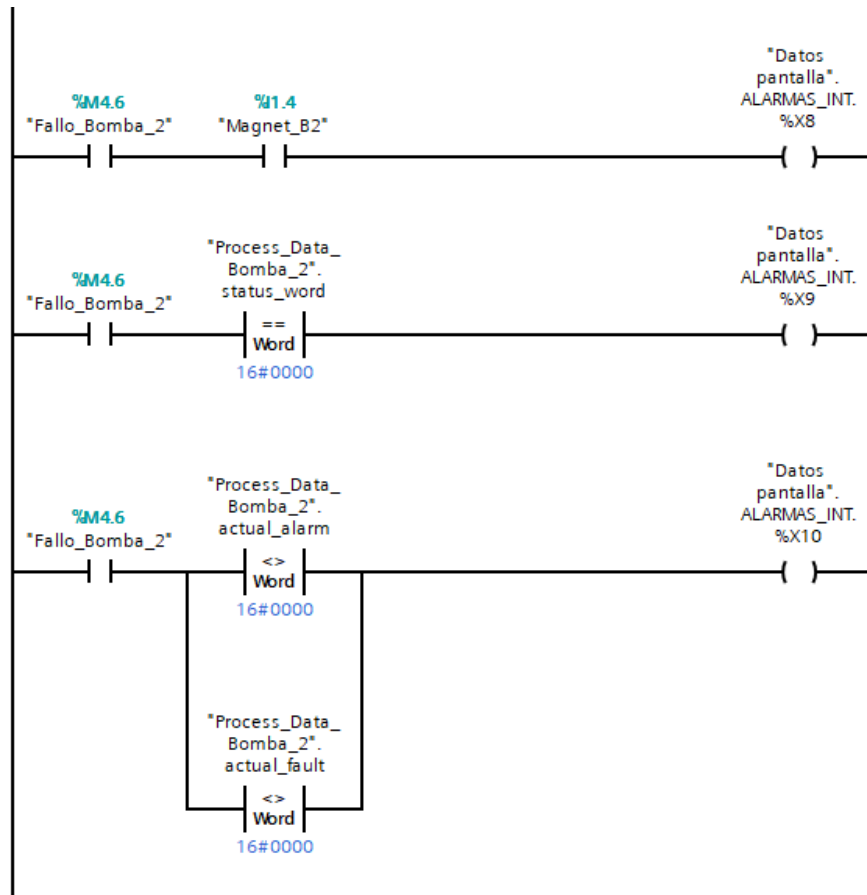 "Datos
pantalla".
ALARMAS_INT.
%X8
%M4.6
"Fallo_Bomba_2"
%I1.4
"Magnet_B2"
"Datos
pantalla".
ALARMAS_INT.
%X9
%M4.6
"Fallo_Bomba_2"
"Process_Data_
Bomba_2".
status_word
==
Word
16#0000
"Datos
pantalla".
ALARMAS_INT.
%X10
%M4.6
"Fallo_Bomba_2"
"Process_Data_
Bomba_2".
actual_alarm
<>
Word
16#0000
"Process_Data_
Bomba_2".
actual_fault
<>
Word
16#0000